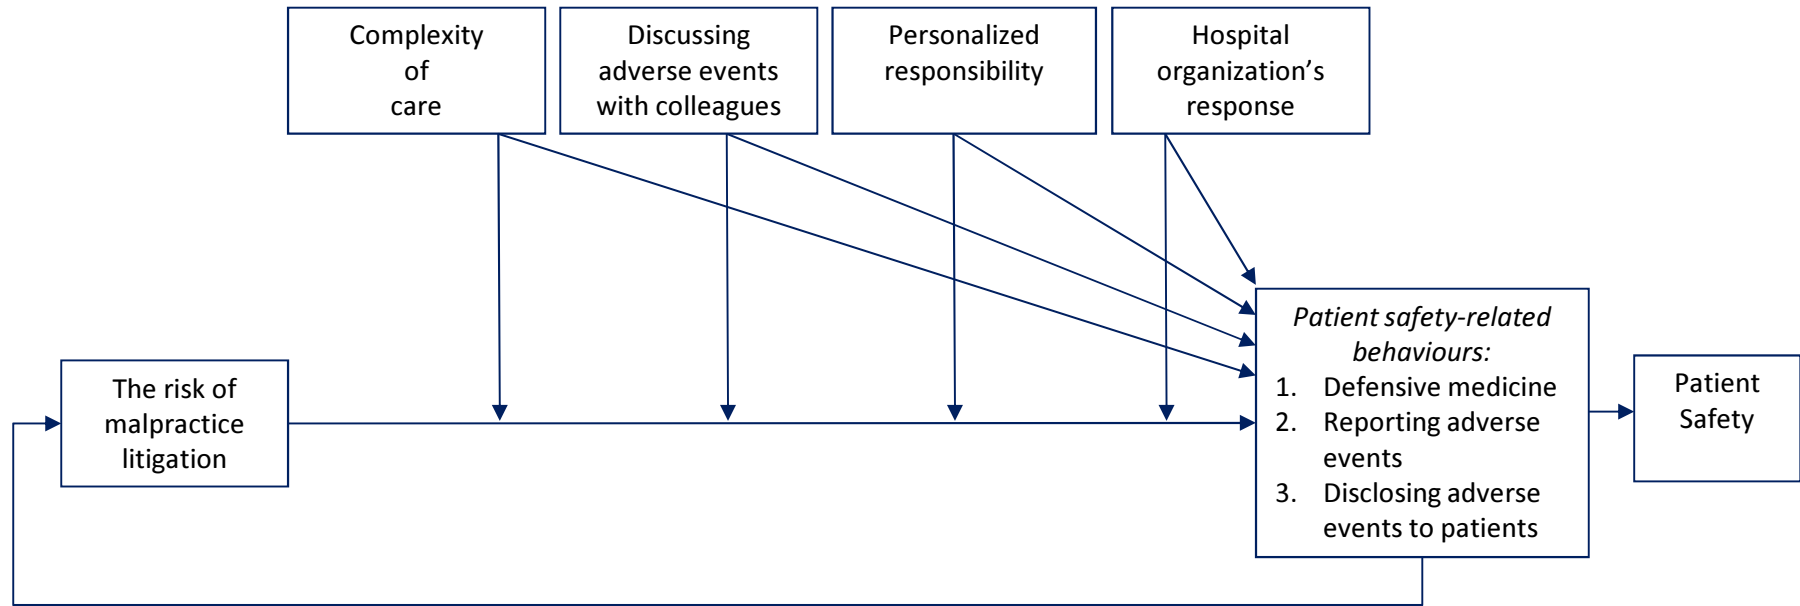 Complexity
of
care
Discussing
adverse events
with colleagues
Personalized
responsibility
Hospital
organization’s
response
The risk of
malpractice
litigation
Patient safety-related
behaviours:
1. Defensive medicine
2. Reporting adverse
events
3. Disclosing adverse
events to patients
Patient
Safety